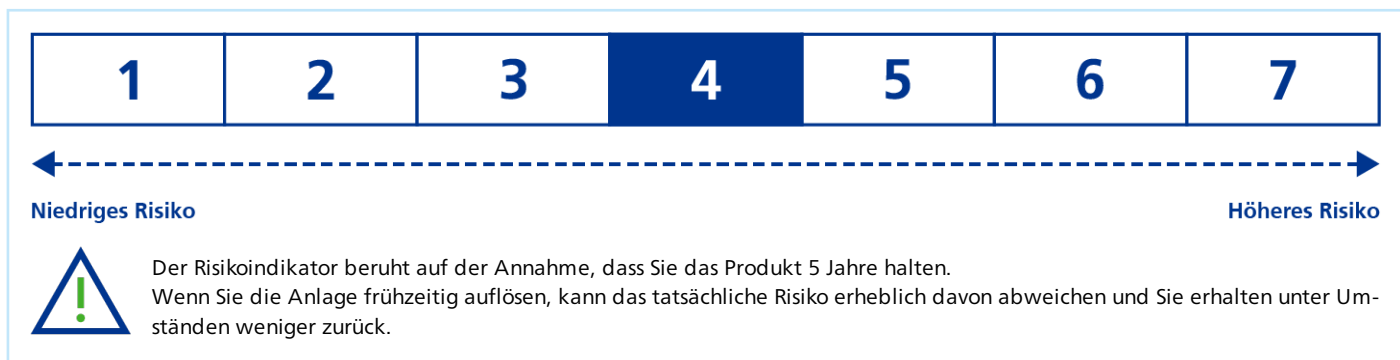 1 2 3 4 5 6 7
Niedriges Risiko Höheres Risiko
Der Risikoindikator beruht auf der Annahme, dass Sie das Produkt 5 Jahre halten.
Wenn Sie die Anlage frühzeitig auflösen, kann das tatsächliche Risiko erheblich davon abweichen und Sie erhalten unter Um-
ständen weniger zurück.